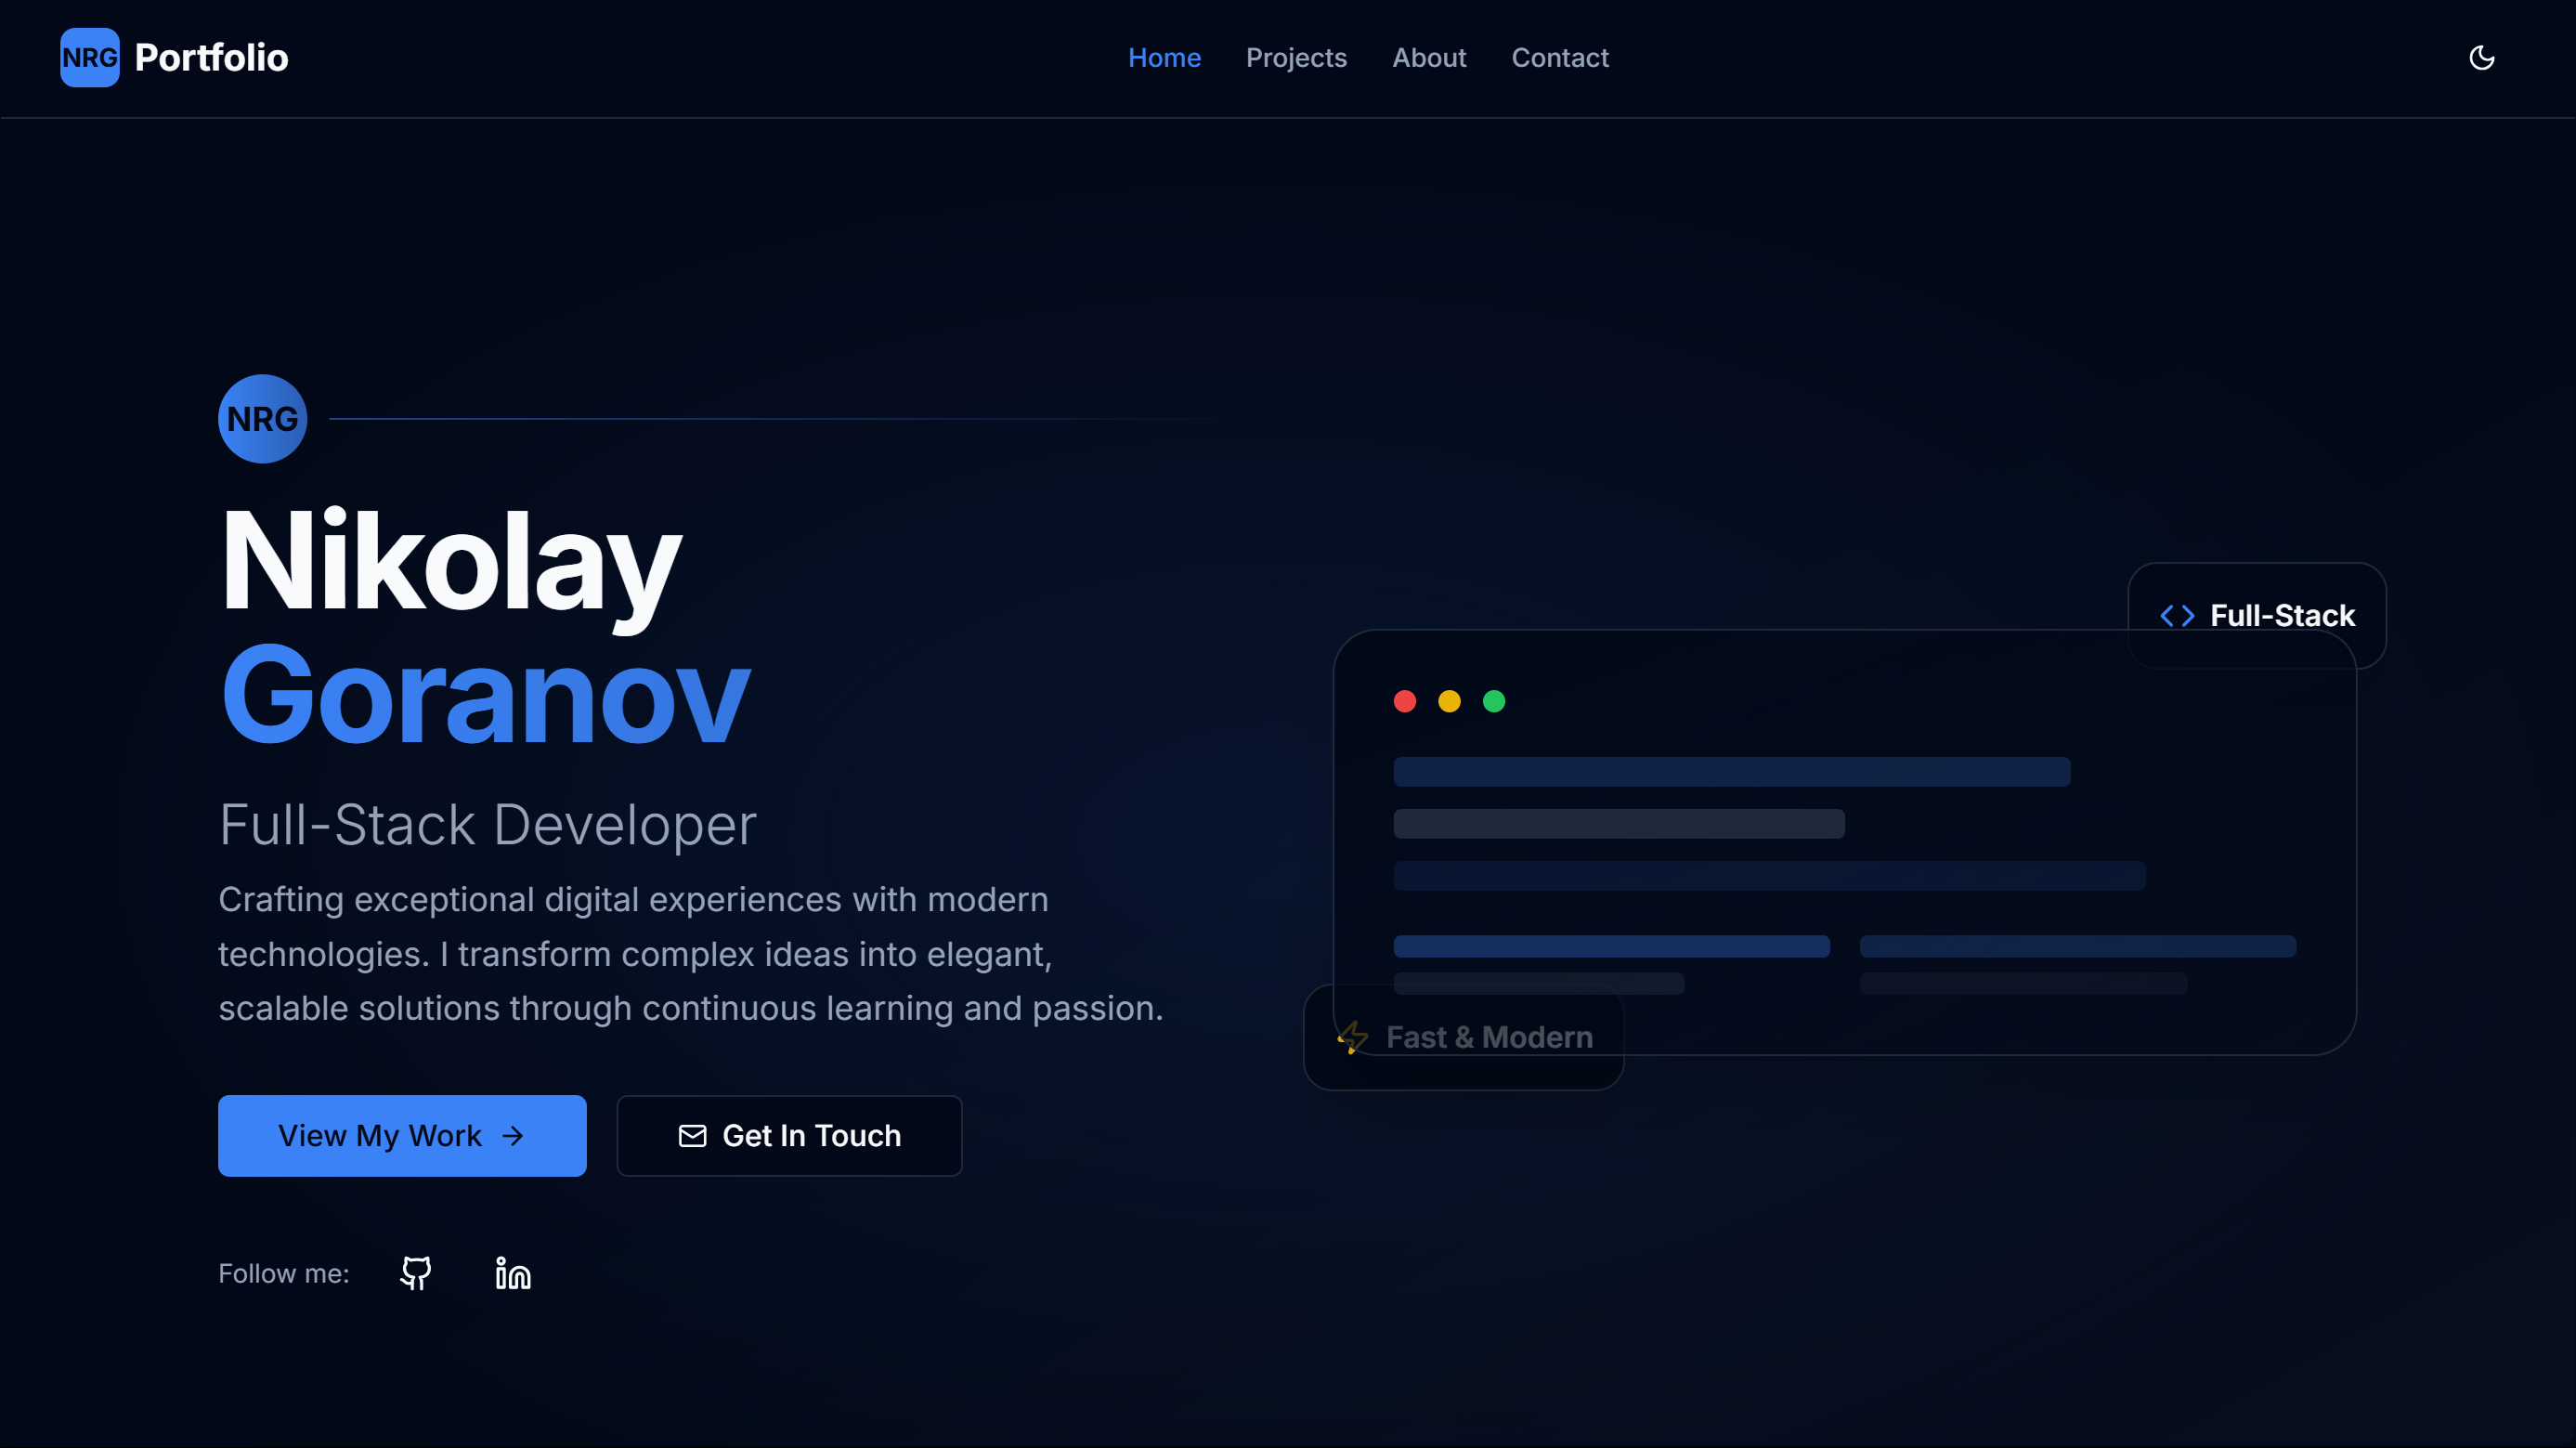 NRG Portfolio
Home Projects About Contact
NRG
Nikolay
Goranov
Full-Stack Developer
Crafting exceptional digital experiences with modern
technologies. I transform complex ideas into elegant,
scalable solutions through continuous learning and passion.
View My Work
Get In Touch
Follow me:
Full-Stack
Fast & Modern